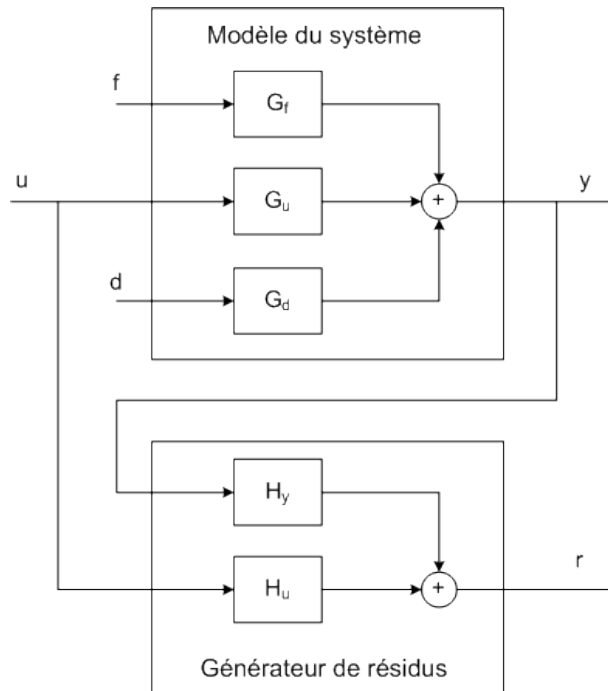 Modèle du système
f
G_f
u
G_u
+
y
d
G_d
H_y
H_u
+
r
Générateur de résidus